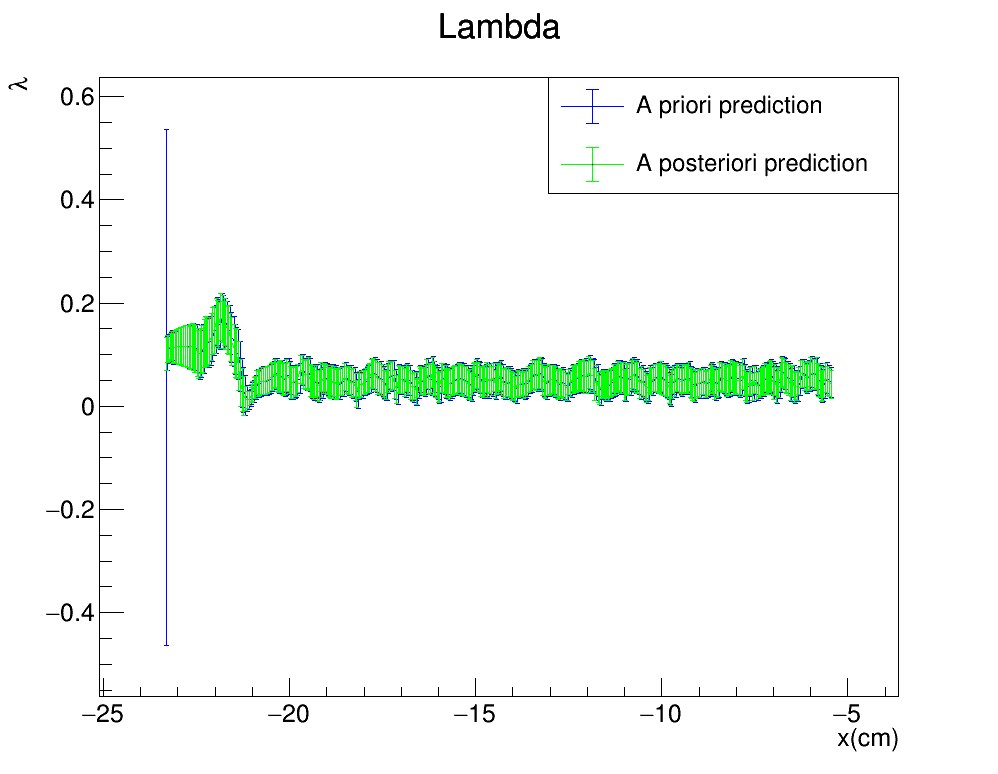 Lambda
λ
0.6
0.4
0.2
0
−0.2
−0.4
A priori prediction
A posteriori prediction
−25 −20 −15 −10 −5
x(cm)